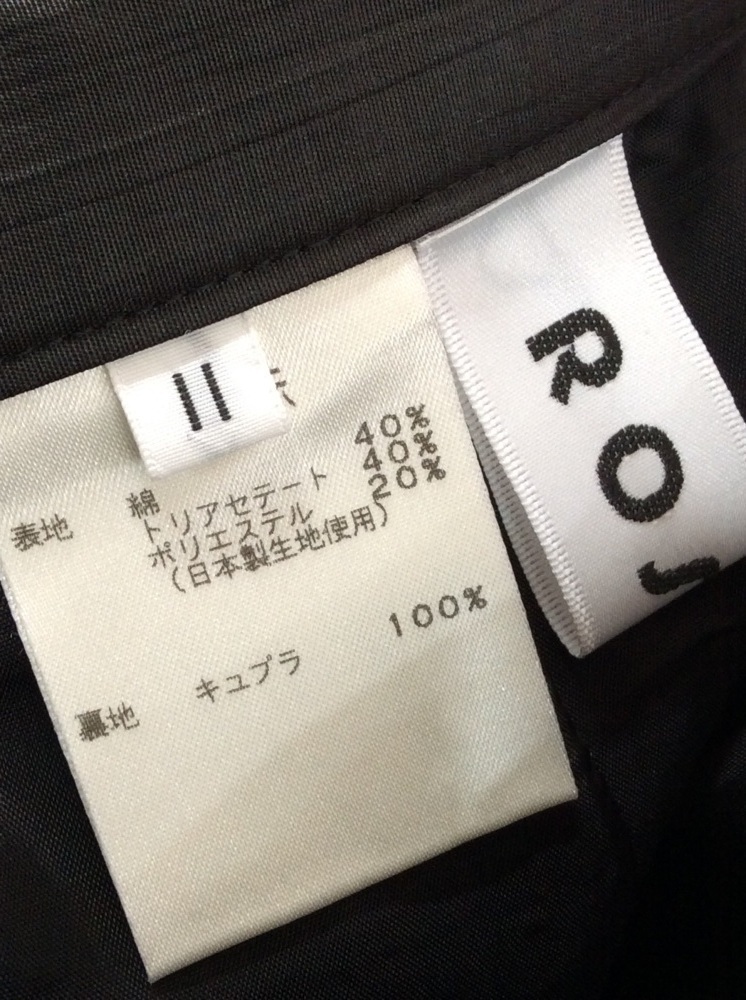 II
表地 綿 40%
トリアセテート 40%
ポリエステル 20%
(日本製生地使用)
裏地 キュプラ 100%
ROS